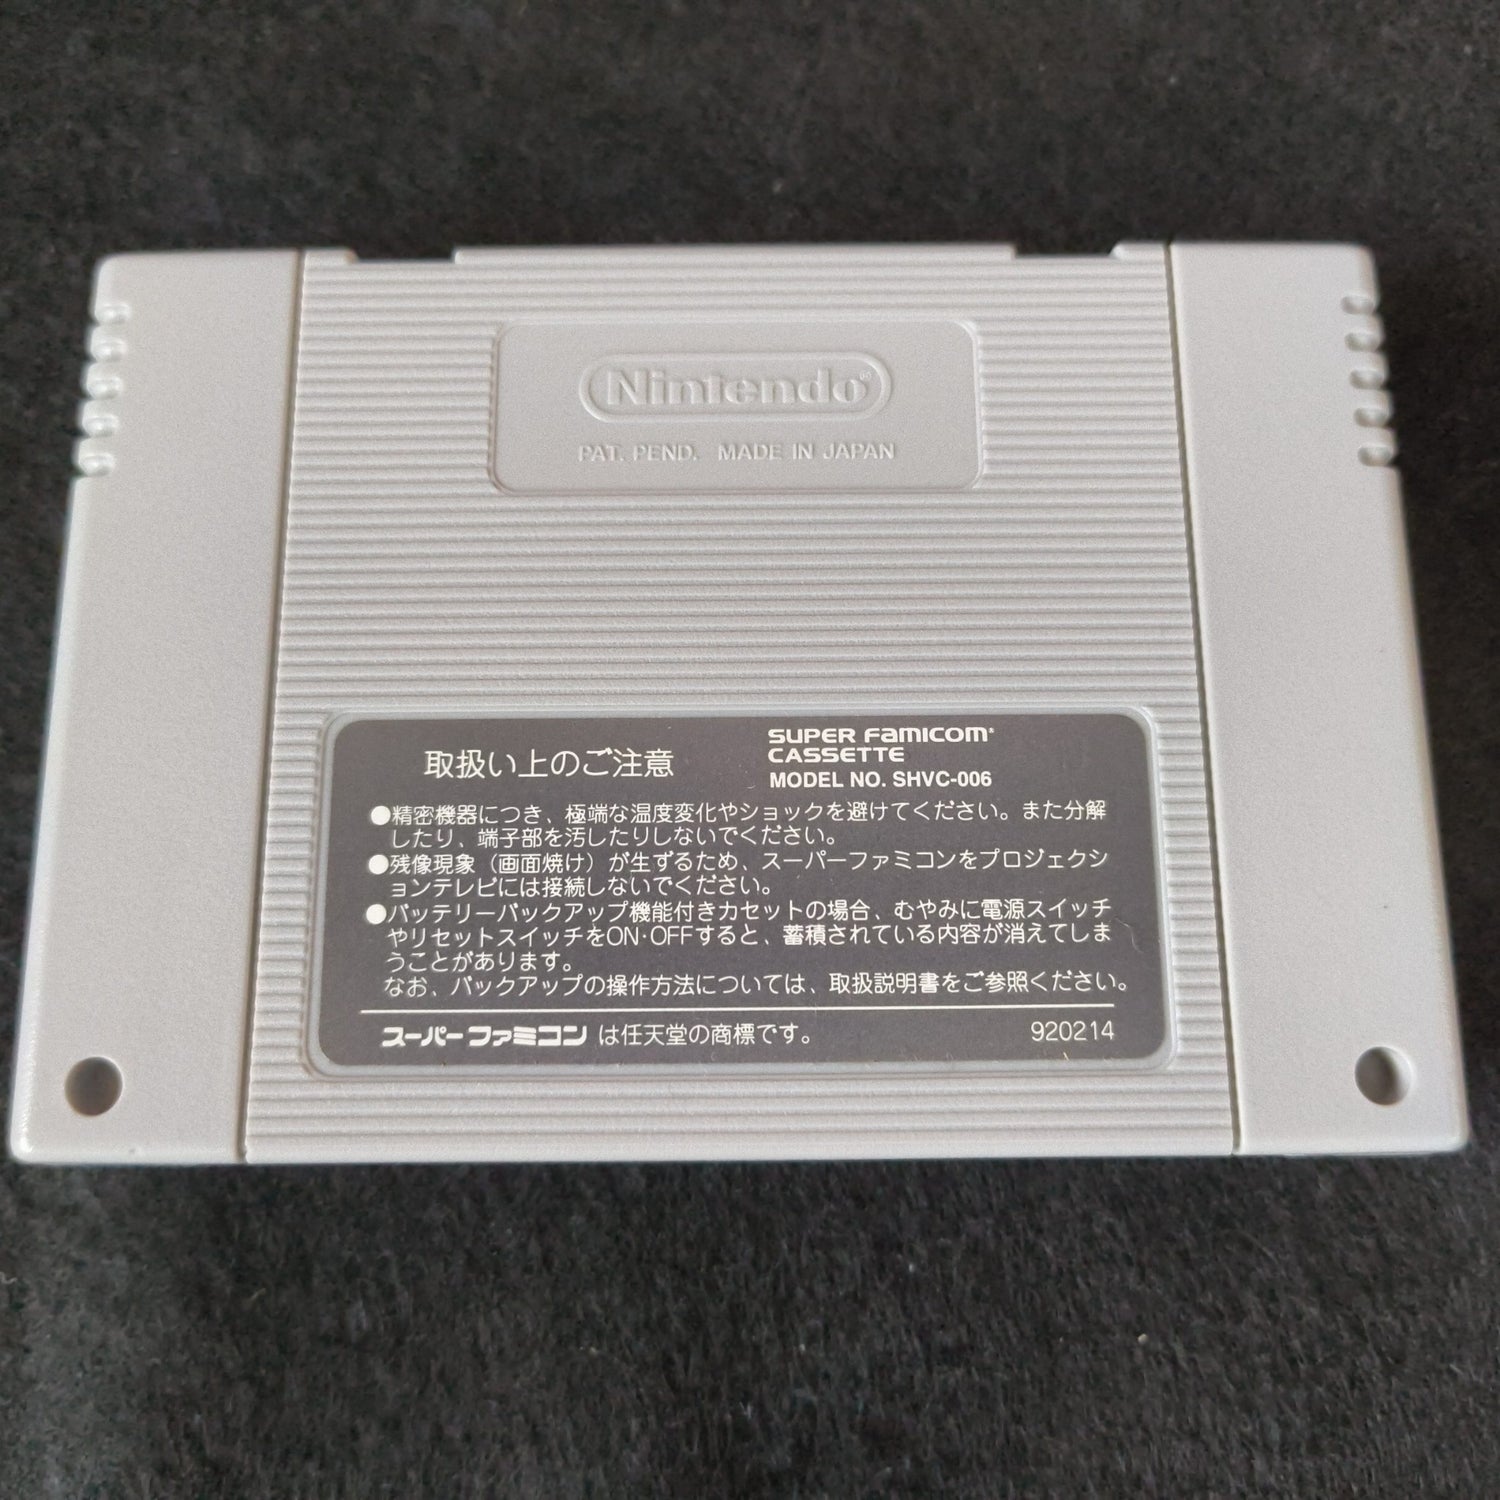 Nintendo®
PAT. PEND. MADE IN JAPAN
取扱い上のご注意
SUPER FAMICOM®
CASSETTE
MODEL NO. SHVC-006
●精密機器につき、極端な温度変化やショックを避けてください。また分解
したり、端子部を汚したりしないでください。
●残像現象（画面焼け）が生ずるため、スーパーファミコンをプロジェクシ
ョンテレビには接続しないでください。
●バッテリーバックアップ機能付きカセットの場合、むやみに電源スイッチ
やリセットスイッチをON・OFFすると、蓄積されている内容が消えてしま
うことがあります。
なお、バックアップの操作方法については、取扱説明書をご参照ください。
スーパーファミコン は任天堂の商標です。
920214